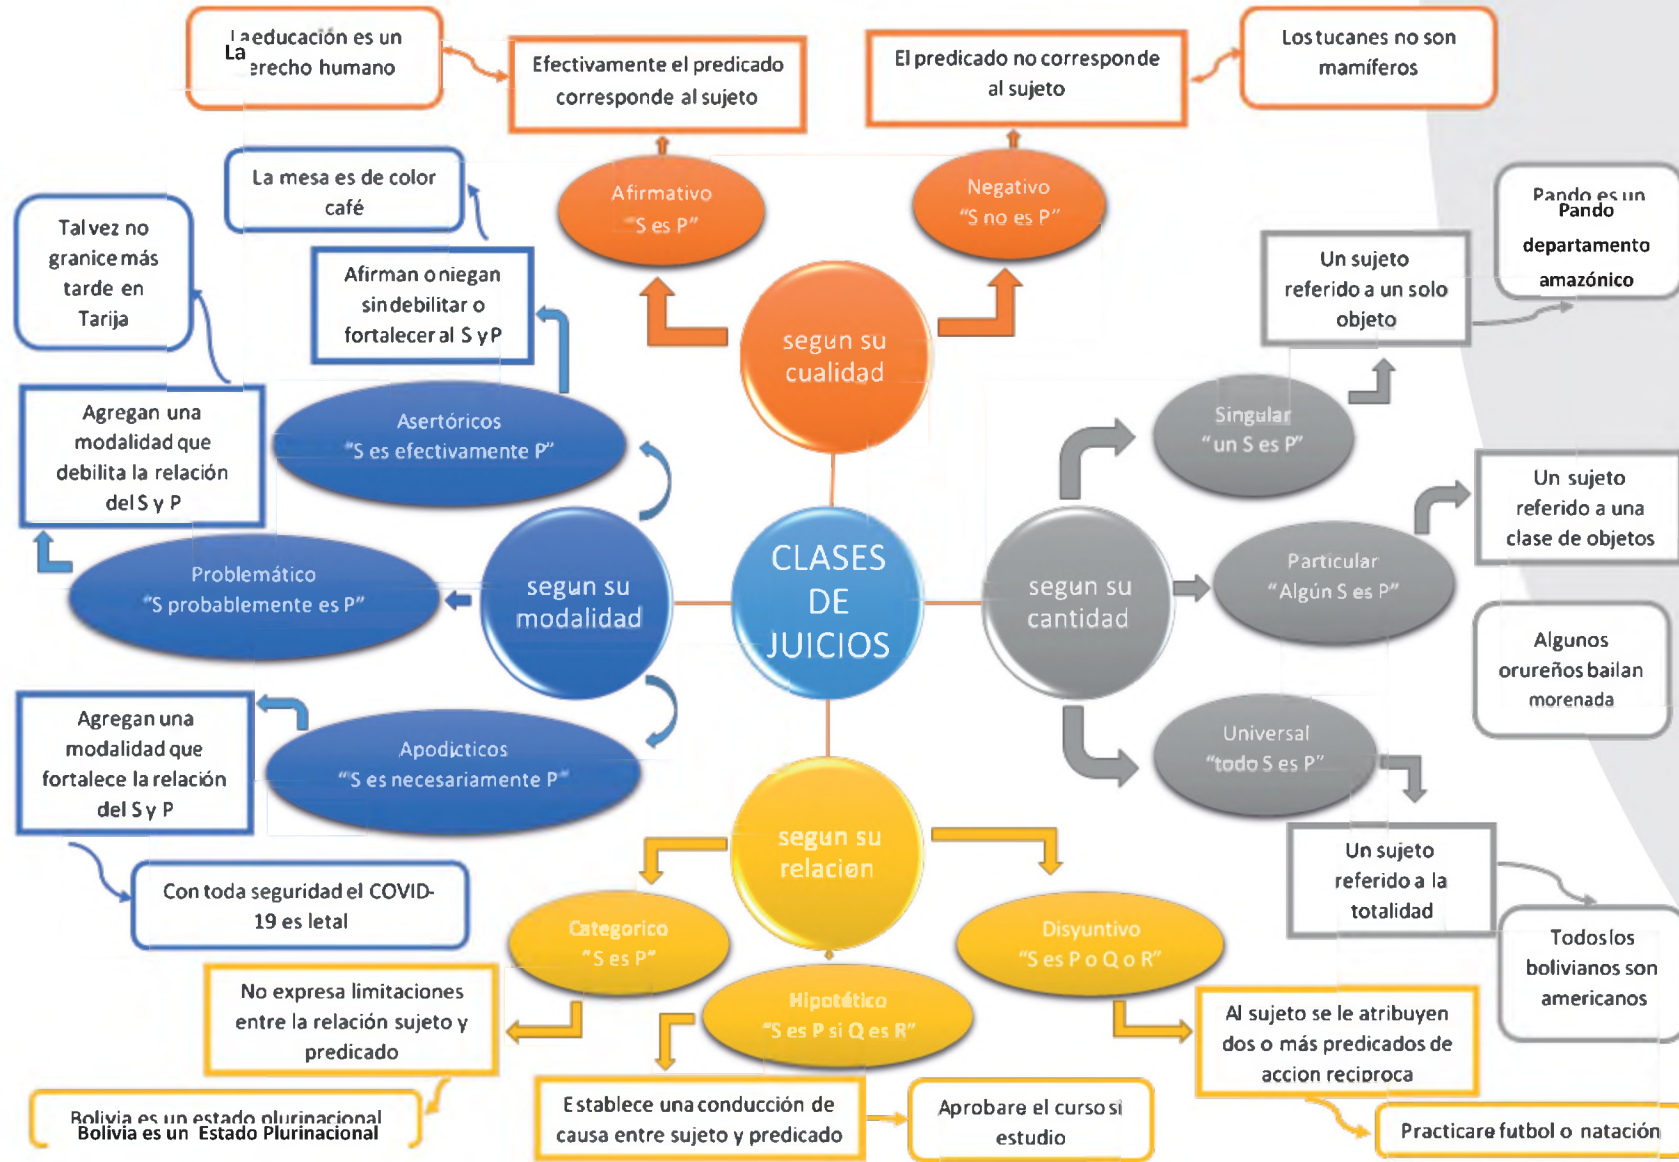 La educación es un
La erecho humano
Efectivamente el predicado
corresponde al sujeto
El predicado no corresponde
al sujeto
Los tucanes no son
mamíferos
Afirmativo
"S es P"
Negativo
"S no es P"
La mesa es de color
café
Tal vez no
granice más
tarde en
Tarija
Afirman o niegan
sin debilitar o
fortalecer al S y P
Agregan una
modalidad que
debilita la relación
del S y P
Asertóricos
"S es efectivamente P"
Problemático
"S probablemente es P"
segun su
modalidad
Agregan una
modalidad que
fortalece la relación
del S y P
Apodicticos
"S es necesariamente P"
Con toda seguridad el COVID-
19 es letal
segun su
cualidad
CLASES
DE
JUICIOS
segun su
cantidad
Singular
"un S es P"
Un sujeto
referido a un solo
objeto
Pando es un
Pando
departamento
amazónico
Particular
"Algún S es P"
Un sujeto
referido a una
clase de objetos
Algunos
orureños bailan
morenada
Universal
"todo S es P"
Un sujeto
referido a la
totalidad
Todos los
bolivianos son
americanos
segun su
relacion
Categorico
"S es P"
No expresa limitaciones
entre la relación sujeto y
predicado
Bolivia es un estado plurinacional
Bolivia es un Estado Plurinacional
Hipotético
"S es P si Q es R"
Establece una conducción de
causa entre sujeto y predicado
Aprobare el curso si
estudio
Disyuntivo
"S es P o Q o R"
Al sujeto se le atribuyen
dos o más predicados de
accion reciproca
Practicare futbol o natación